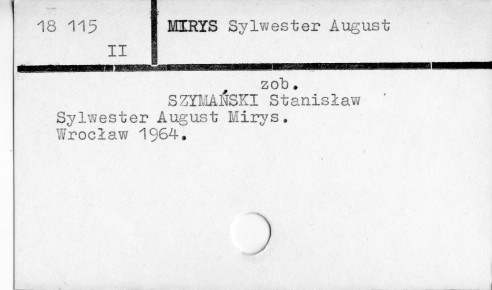 18 115
MIRYS Sylwester August
II
zob.
SZYMAŃSKI Stanisław
Sylwester August Mirys.
Wrocław 1964.